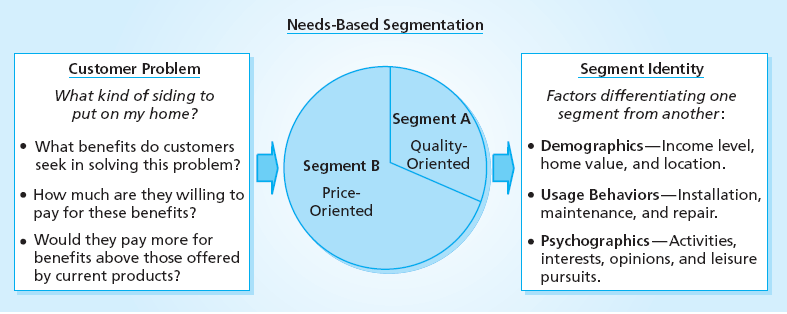 Needs-Based Segmentation
Customer Problem
What kind of siding to
put on my home?
• What benefits do customers
seek in solving this problem?
• How much are they willing to
pay for these benefits?
• Would they pay more for
benefits above those offered
by current products?
Segment A
Quality-
Oriented
Segment B
Price-
Oriented
Segment Identity
Factors differentiating one
segment from another:
• Demographics—Income level,
home value, and location.
• Usage Behaviors—Installation,
maintenance, and repair.
• Psychographics—Activities,
interests, opinions, and leisure
pursuits.